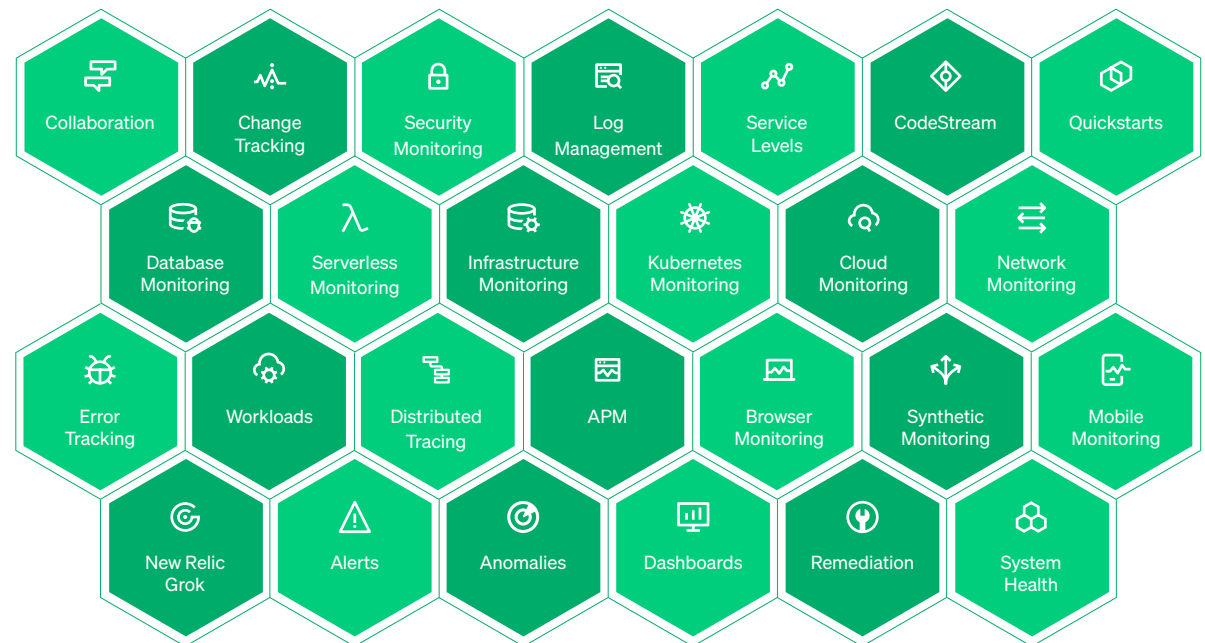 Collaboration
Change
Tracking
Security
Monitoring
Log
Management
Service
Levels
CodeStream
Quickstarts
Database
Monitoring
Serverless
Monitoring
Infrastructure
Monitoring
Kubernetes
Monitoring
Cloud
Monitoring
Network
Monitoring
Error
Tracking
Workloads
Distributed
Tracing
APM
Browser
Monitoring
Synthetic
Monitoring
Mobile
Monitoring
New Relic
Grok
Alerts
Anomalies
Dashboards
Remediation
System
Health